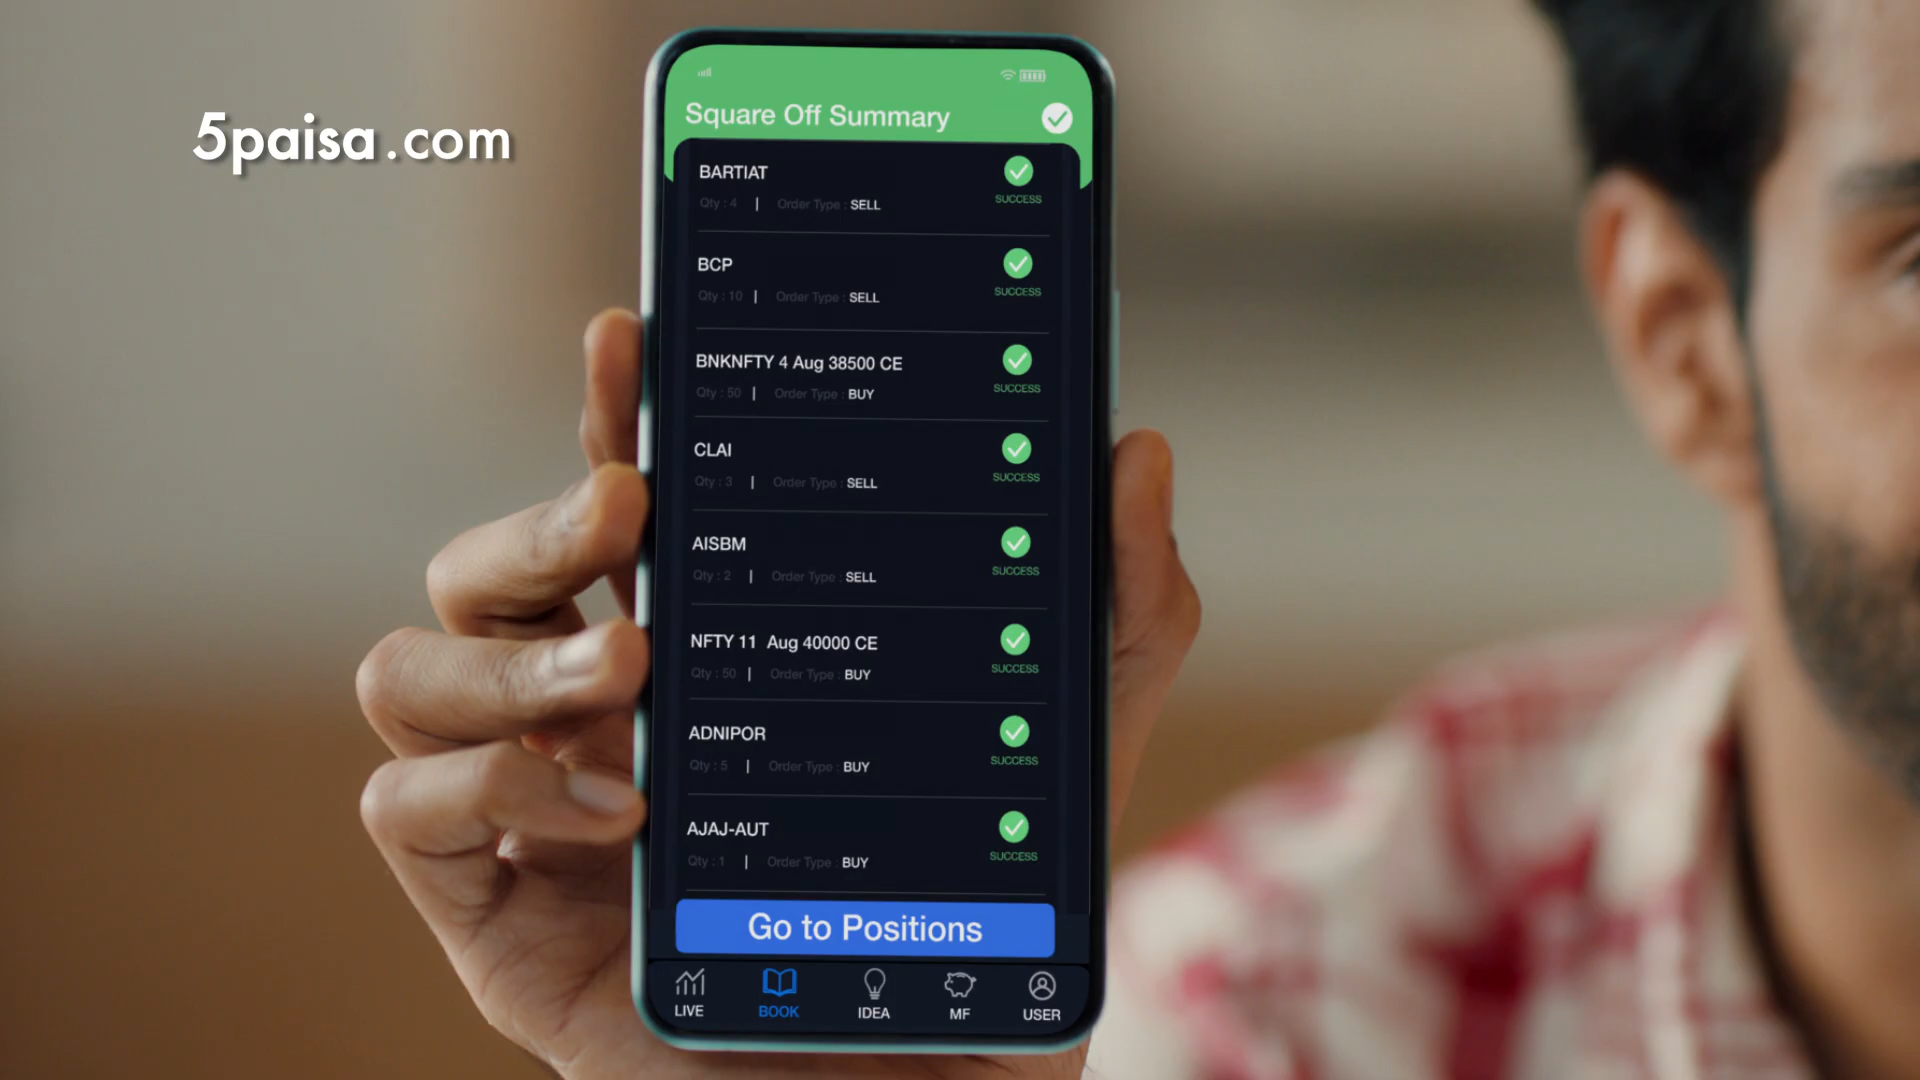 5paisa.com
Square Off Summary
BARTIAT
SUCCESS
Qty : 4 | Order Type : SELL
BCP
SUCCESS
Qty : 10 | Order Type : SELL
BNKNFTY 4 Aug 38500 CE
SUCCESS
Qty : 50 | Order Type : BUY
CLAI
SUCCESS
Qty : 3 | Order Type : SELL
AISBM
SUCCESS
Qty : 2 | Order Type : SELL
NFTY 11 Aug 40000 CE
SUCCESS
Qty : 50 | Order Type : BUY
ADNIPOR
SUCCESS
Qty : 5 | Order Type : BUY
AJAJ-AUT
SUCCESS
Qty : 1 | Order Type : BUY
Go to Positions
LIVE BOOK IDEA MF USER